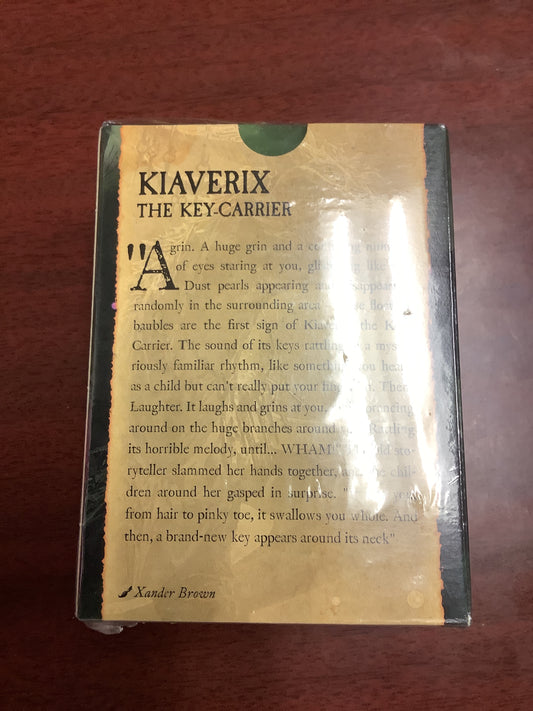 KIAVERIX
THE KEY-CARRIER
"A grin. A huge grin and a
of eyes staring at you, like
Dust pearls appearing
randomly in the surrounding area
baubles are the first sign of the
Carrier. The sound of its keys a
riously familiar rhythm, like you
as a child but can't really put your
Laughter. It laughs and grins at you,
around on the huge branches around
its horrible melody, until... WHAM!"
ryteller slammed her hands together,
dren around her gasped in surprise.
from hair to pinky toe, it swallows you whole. And
then, a brand-new key appears around its neck"
Xander Brown